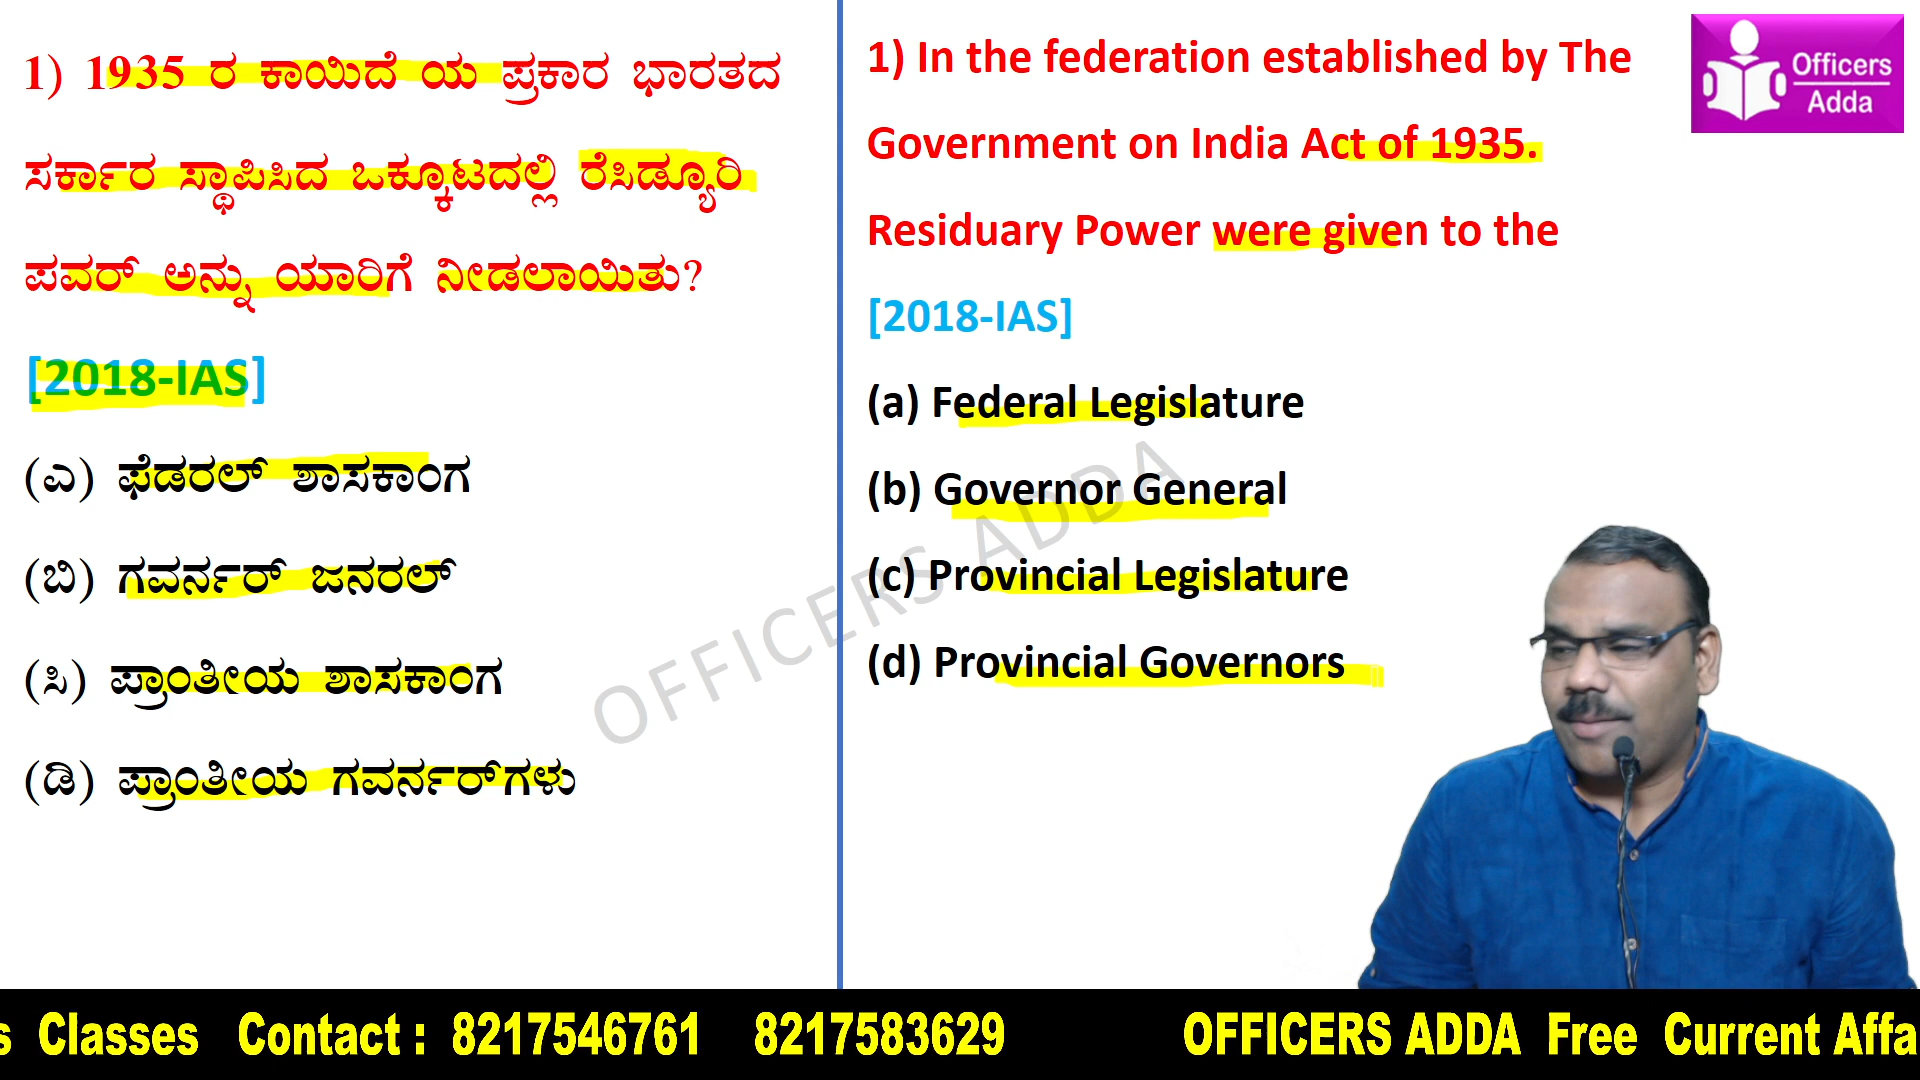 1) 1935 ರ ಕಾಯಿದೆ ಯ ಪ್ರಕಾರ ಭಾರತದ
ಸರ್ಕಾರ ಸ್ಥಾಪಿಸಿದ ಒಕ್ಕೂಟದಲ್ಲಿ ರೆಸಿಡ್ಯೂರಿ
ಪವರ್ ಅನ್ನು ಯಾರಿಗೆ ನೀಡಲಾಯಿತು?
[2018-IAS]
(ಎ) ಫೆಡರಲ್ ಶಾಸಕಾಂಗ
(ಬಿ) ಗವರ್ನರ್ ಜನರಲ್
(ಸಿ) ಪ್ರಾಂತೀಯ ಶಾಸಕಾಂಗ
(ಡಿ) ಪ್ರಾಂತೀಯ ಗವರ್ನರ್‌ಗಳು
1) In the federation established by The
Government on India Act of 1935.
Residuary Power were given to the
[2018-IAS]
(a) Federal Legislature
(b) Governor General
(c) Provincial Legislature
(d) Provincial Governors
Officers
Adda
OFFICERS ADDA
s Classes Contact : 8217546761 8217583629 OFFICERS ADDA Free Current Affa